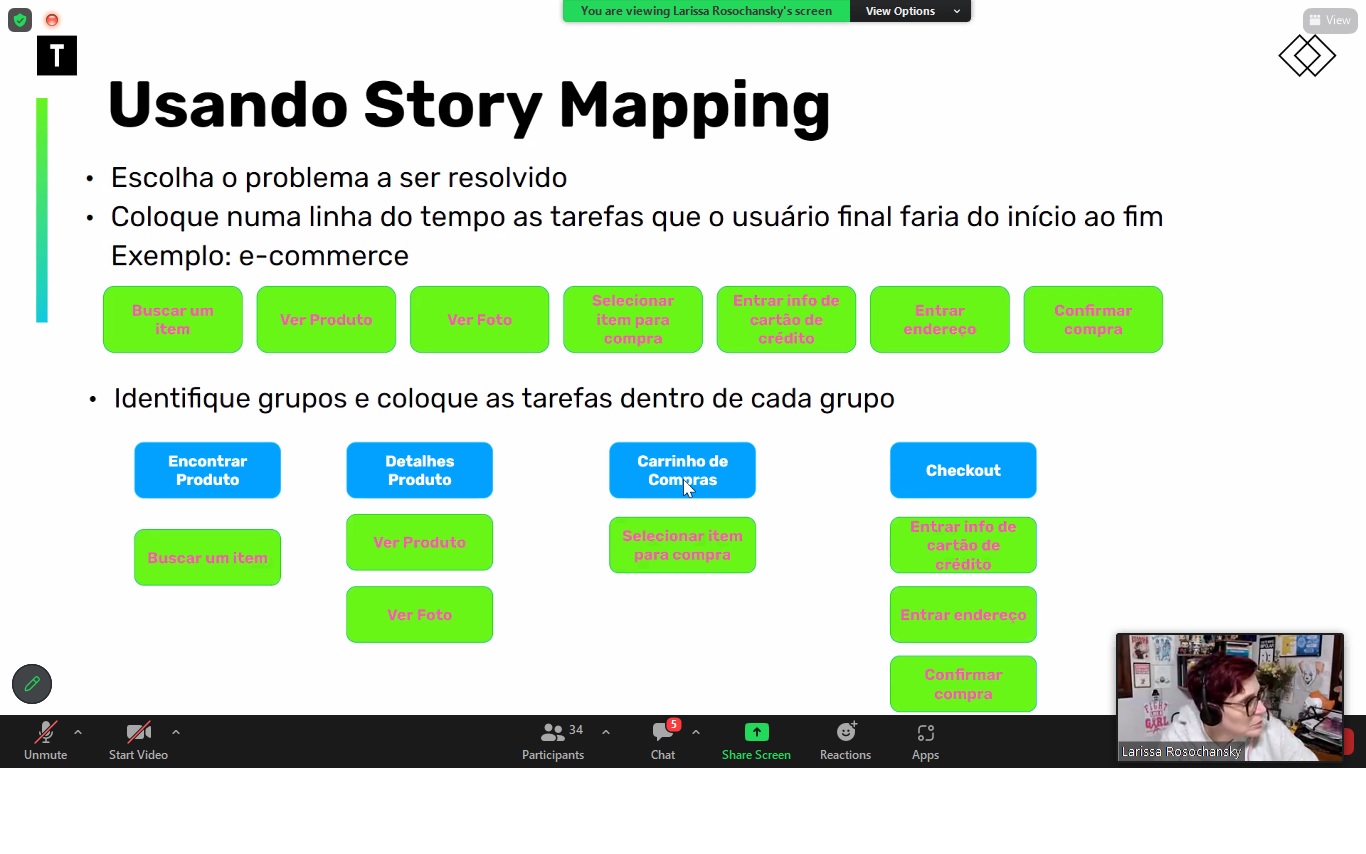 You are viewing Larissa Rosochansky's screen
View Options
View
T
Usando Story Mapping
• Escolha o problema a ser resolvido
• Coloque numa linha do tempo as tarefas que o usuário final faria do início ao fim
Exemplo: e-commerce
Buscar um
item
Ver Produto
Ver Foto
Selecionar
item para
compra
Entrar info de
cartão de
crédito
Entrar
endereço
Confirmar
compra
• Identifique grupos e coloque as tarefas dentro de cada grupo
Encontrar
Produto
Buscar um item
Detalhes
Produto
Ver Produto
Ver Foto
Carrinho de
Compras
Selecionar item
para compra
Checkout
Entrar info de
cartão de
crédito
Entrar endereço
Confirmar
compra
FIGHT
GIRL
Larissa Rosochansky
Unmute
Start Video
34
Participants
5
Chat
Share Screen
Reactions
Apps